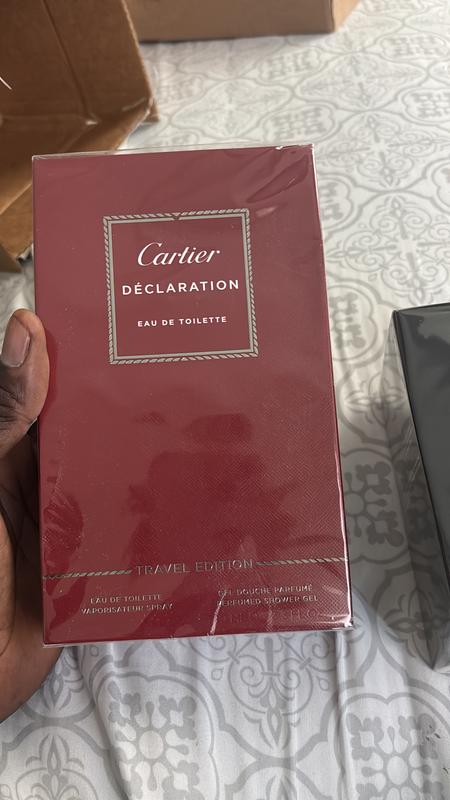 Cartier
DÉCLARATION
EAU DE TOILETTE
TRAVEL EDITION
EAU DE TOILETTE
VAPORISATEUR SPRAY
GEL DOUCHE PARFUMÉ
PERFUMED SHOWER GEL